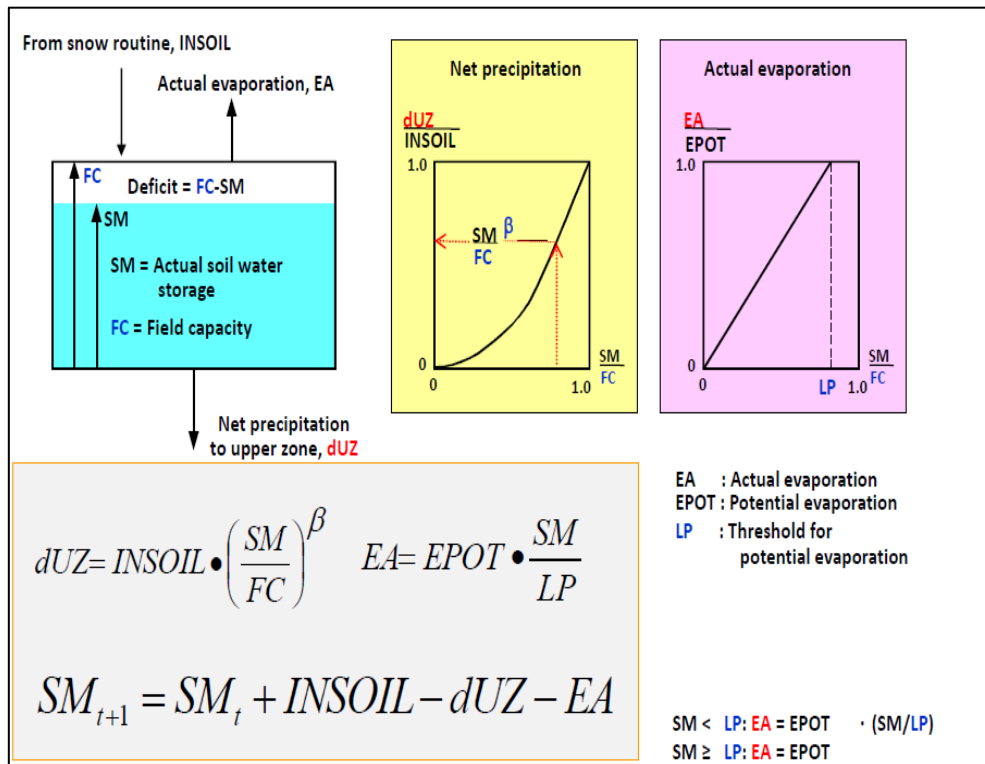 From snow routine, INSOIL
Actual evaporation, EA
FC
Deficit = FC-SM
SM
SM = Actual soil water
storage
FC = Field capacity
Net precipitation
to upper zone, dUZ
Net precipitation
dUZ
INSOIL
1.0
SM β
FC
0
0
1.0
SM
FC
Actual evaporation
EA
EPOT
1.0
0
0
LP
1.0
SM
FC
dUZ= INSOIL • (SM/FC)^β
EA= EPOT • SM/LP
SM_{t+1} = SM_t + INSOIL – dUZ – EA
EA : Actual evaporation
EPOT : Potential evaporation
LP : Threshold for
potential evaporation
SM < LP: EA = EPOT · (SM/LP)
SM ≥ LP: EA = EPOT